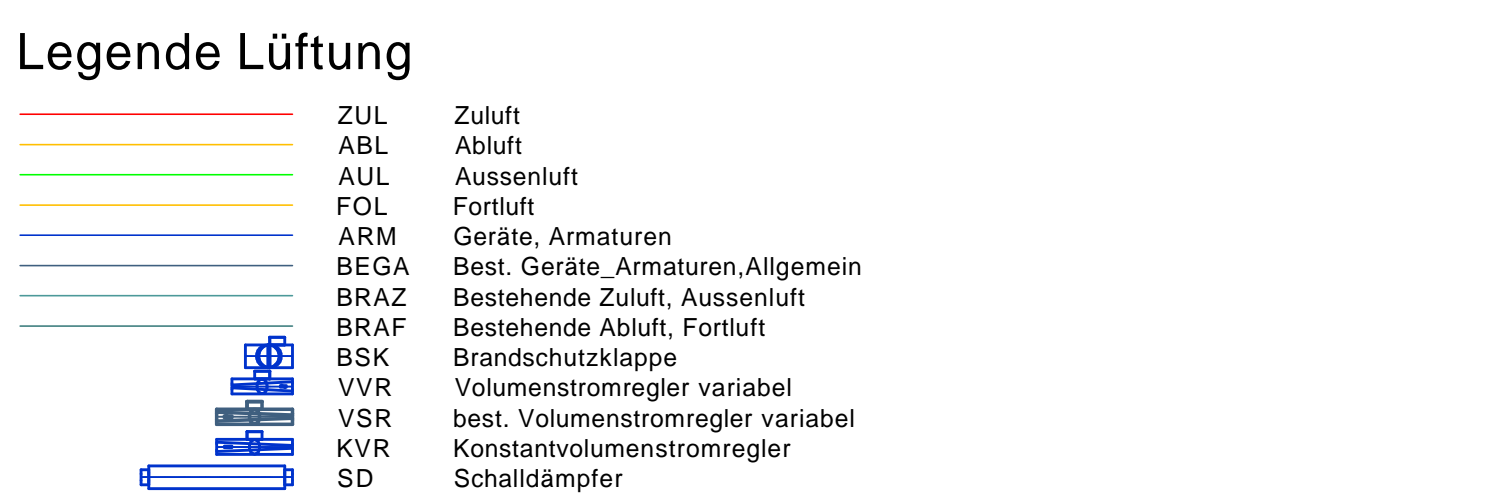 Legende Lüftung
ZUL Zuluft
ABL Abluft
AUL Aussenluft
FOL Fortluft
ARM Geräte, Armaturen
BEGA Best. Geräte_Armaturen,Allgemein
BRAZ Bestehende Zuluft, Aussenluft
BRAF Bestehende Abluft, Fortluft
BSK Brandschutzklappe
VVR Volumenstromregler variabel
VSR best. Volumenstromregler variabel
KVR Konstantvolumenstromregler
SD Schalldämpfer